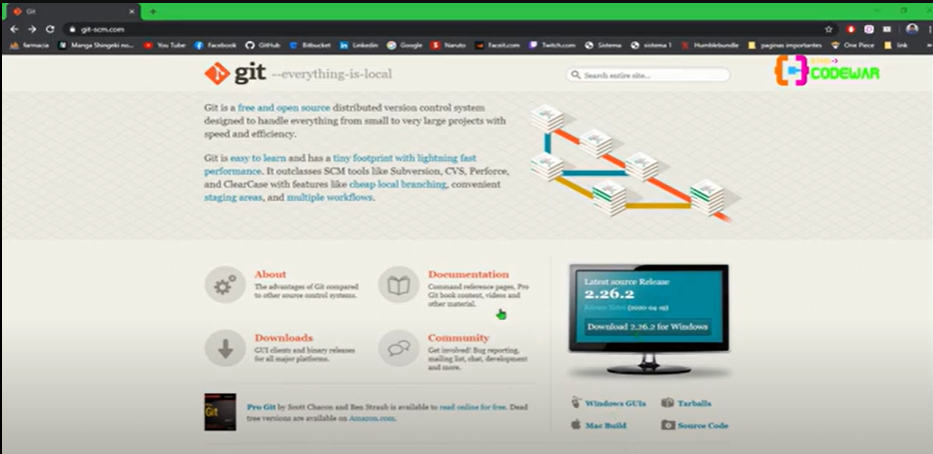 Git
git-scm.com
farmacia
Manga Shingeki no...
You Tube
Facebook
GitHub
Bitbucket
Linkedin
Google
Naruto
Twitch.com
Sistema
sistema 1
Humblebundle
paginas importantes
One Piece
link
git --everything-is-local
Search entire site...
CODEWAR
Git is a free and open source distributed version control system
designed to handle everything from small to very large projects with
speed and efficiency.
Git is easy to learn and has a tiny footprint with lightning fast
performance. It outclasses SCM tools like Subversion, CVS, Perforce,
and ClearCase with features like cheap local branching, convenient
staging areas, and multiple workflows.
About
The advantages of Git compared
to other source control systems.
Documentation
Command reference pages, Pro
Git book content, videos and
other material.
Downloads
GUI clients and binary releases
for all major platforms.
Community
Get involved! Bug reporting,
mailing list, chat, development
and more.
Latest source Release
2.26.2
Release Notes (2020-04-19)
Download 2.26.2 for Windows
Git
Pro Git by Scott Chacon and Ben Straub is available to read online for free. Dead
tree versions are available on Amazon.com.
Windows GUIs
Tarballs
Mac Build
Source Code